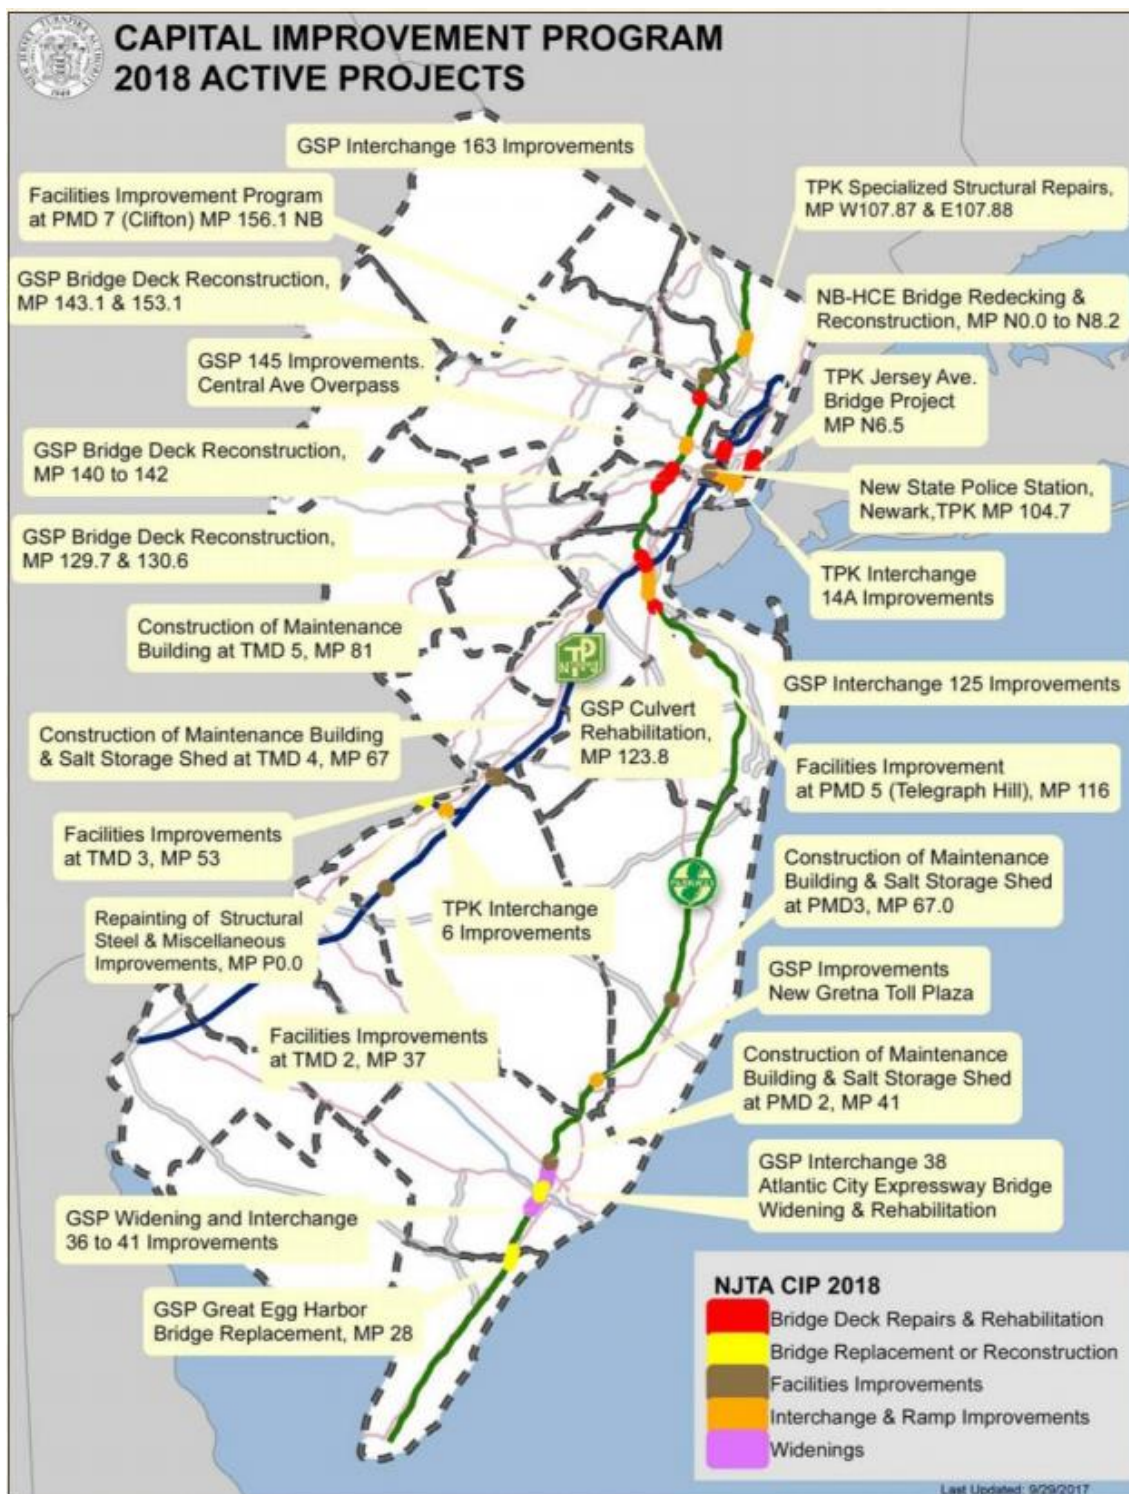 CAPITAL IMPROVEMENT PROGRAM
2018 ACTIVE PROJECTS
GSP Interchange 163 Improvements
Facilities Improvement Program
at PMD 7 (Clifton) MP 156.1 NB
TPK Specialized Structural Repairs,
MP W107.87 & E107.88
GSP Bridge Deck Reconstruction,
MP 143.1 & 153.1
NB-HCE Bridge Redecking &
Reconstruction, MP N0.0 to N8.2
GSP 145 Improvements.
Central Ave Overpass
TPK Jersey Ave.
Bridge Project
MP N6.5
GSP Bridge Deck Reconstruction,
MP 140 to 142
New State Police Station,
Newark,TPK MP 104.7
GSP Bridge Deck Reconstruction,
MP 129.7 & 130.6
TPK Interchange
14A Improvements
Construction of Maintenance
Building at TMD 5, MP 81
GSP Interchange 125 Improvements
GSP Culvert
Rehabilitation,
MP 123.8
Construction of Maintenance Building
& Salt Storage Shed at TMD 4, MP 67
Facilities Improvement
at PMD 5 (Telegraph Hill), MP 116
Facilities Improvements
at TMD 3, MP 53
Construction of Maintenance
Building & Salt Storage Shed
at PMD3, MP 67.0
TPK Interchange
6 Improvements
Repainting of Structural
Steel & Miscellaneous
Improvements, MP P0.0
GSP Improvements
New Gretna Toll Plaza
Facilities Improvements
at TMD 2, MP 37
Construction of Maintenance
Building & Salt Storage Shed
at PMD 2, MP 41
GSP Interchange 38
Atlantic City Expressway Bridge
Widening & Rehabilitation
GSP Widening and Interchange
36 to 41 Improvements
GSP Great Egg Harbor
Bridge Replacement, MP 28
NJTA CIP 2018
Bridge Deck Repairs & Rehabilitation
Bridge Replacement or Reconstruction
Facilities Improvements
Interchange & Ramp Improvements
Widenings
Last Updated: 9/29/2017